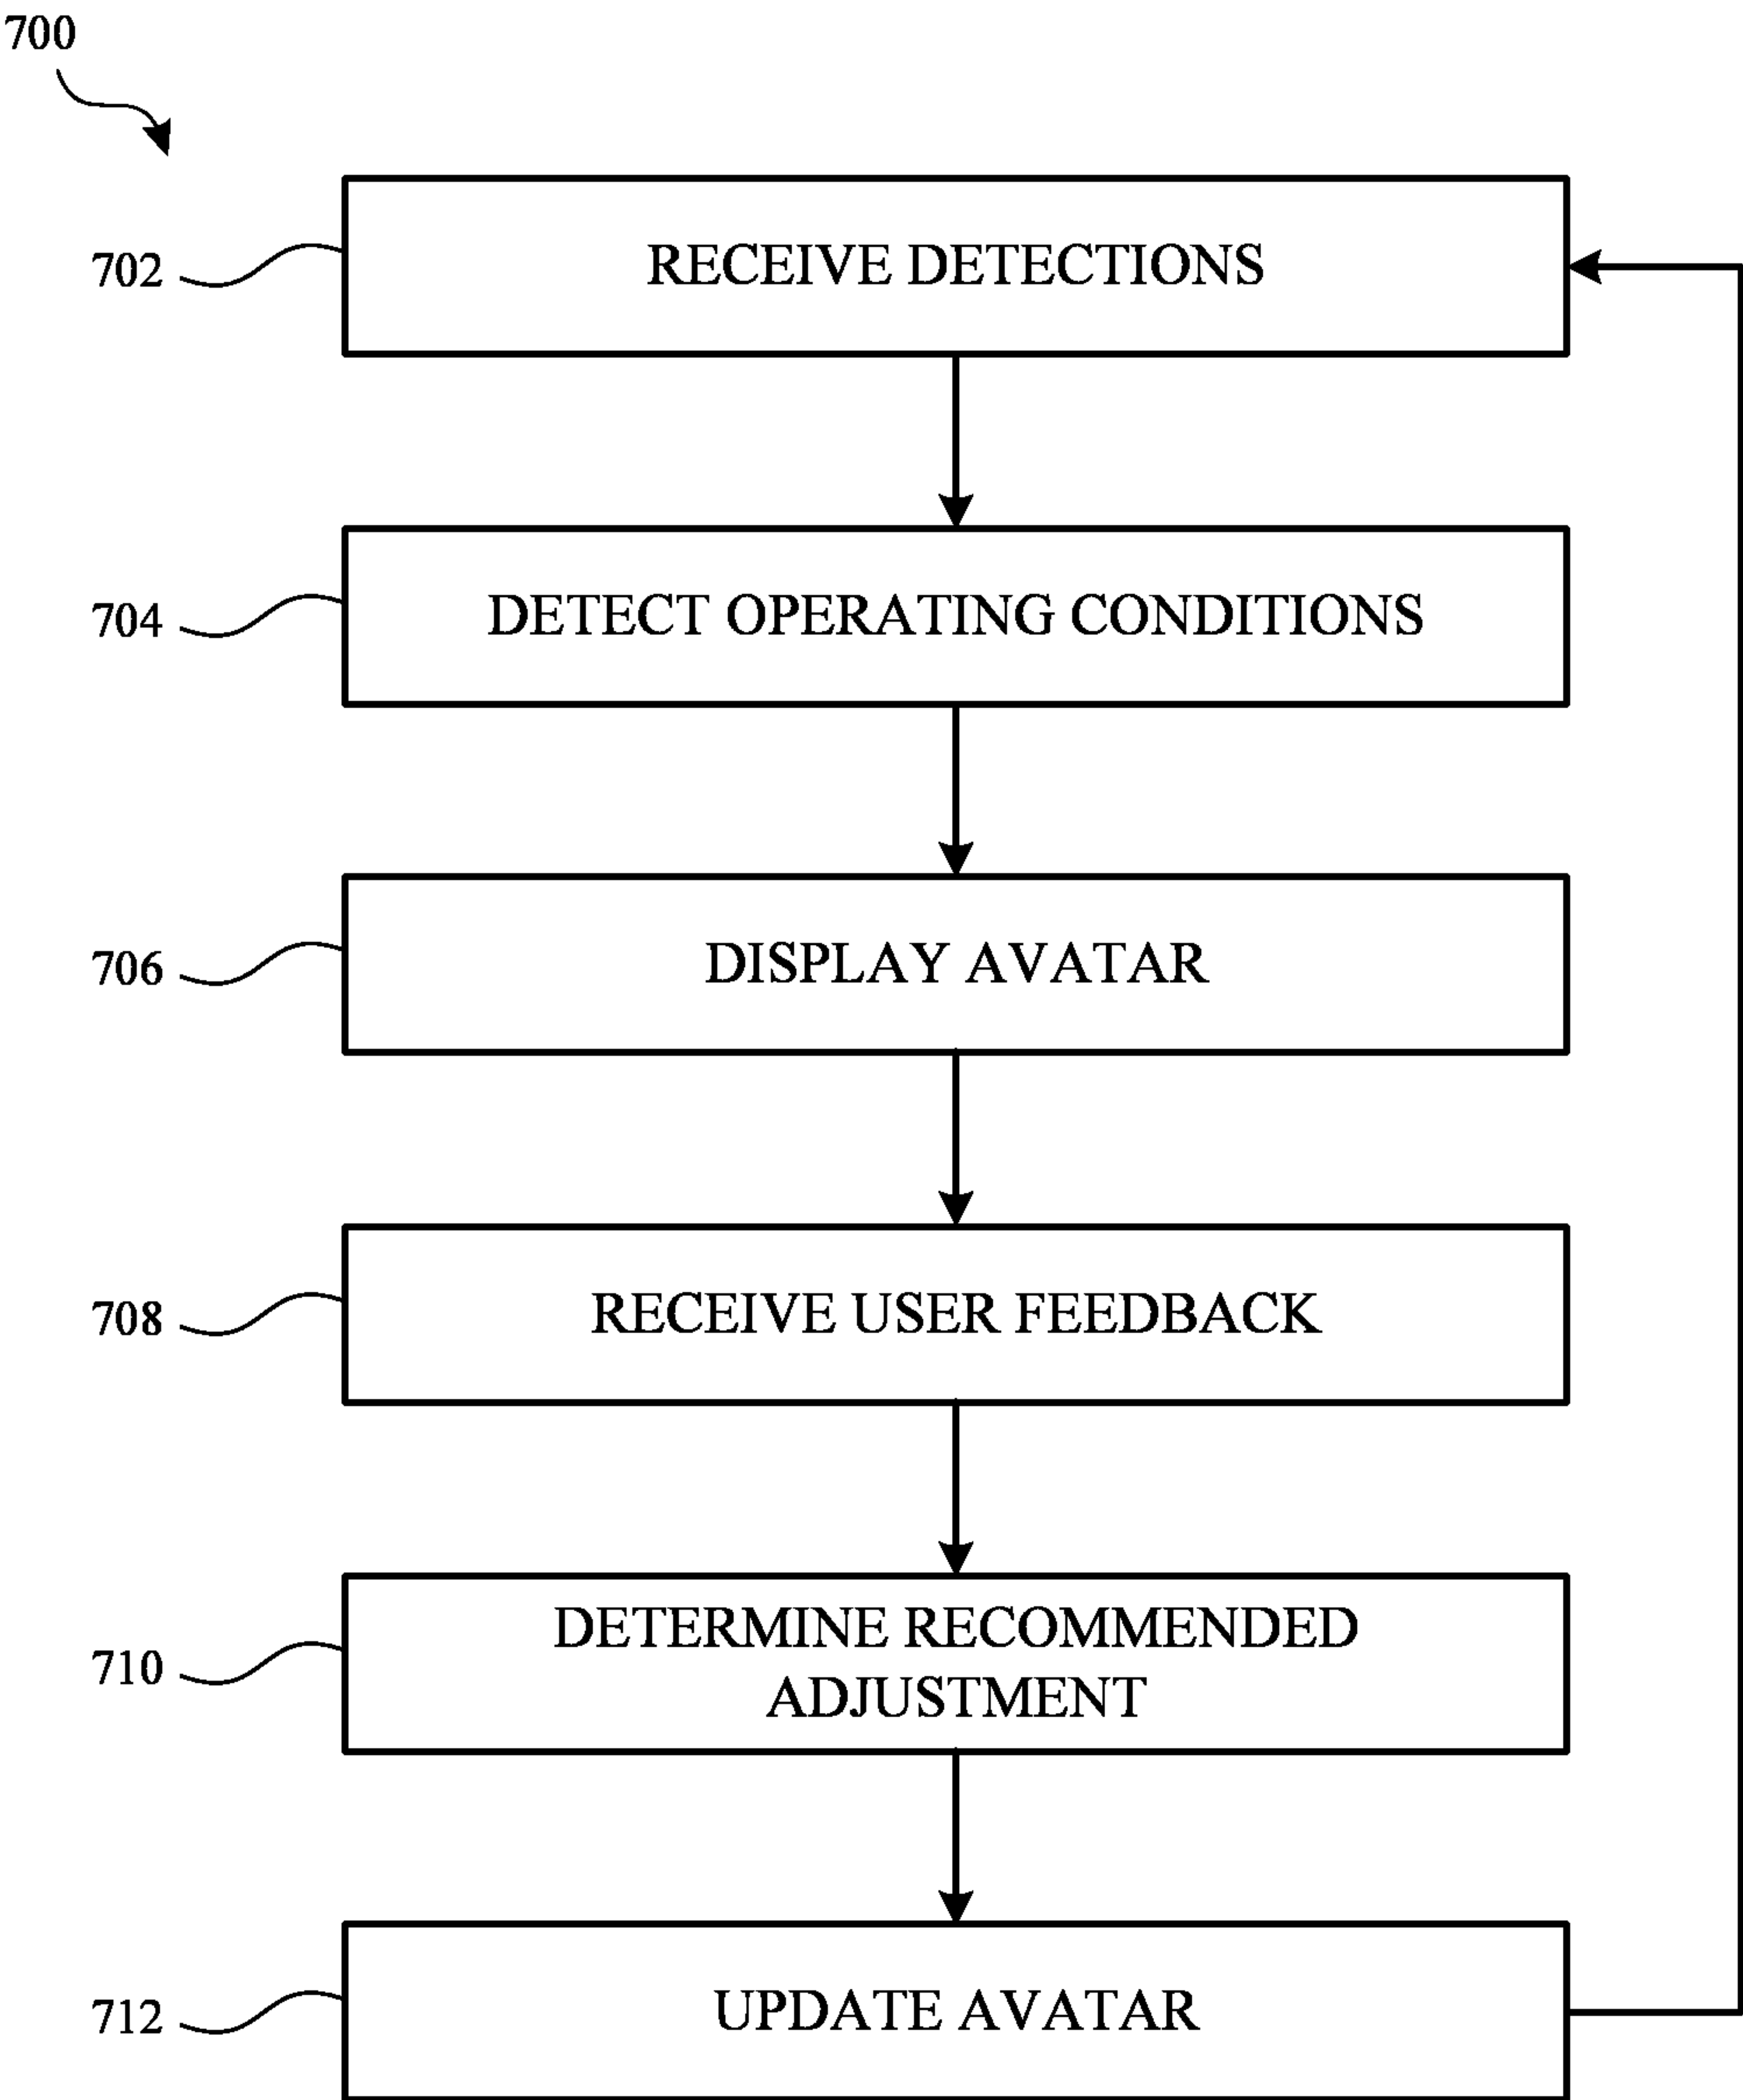 700
702
RECEIVE DETECTIONS
704
DETECT OPERATING CONDITIONS
706
DISPLAY AVATAR
708
RECEIVE USER FEEDBACK
710
DETERMINE RECOMMENDED
ADJUSTMENT
712
UPDATE AVATAR